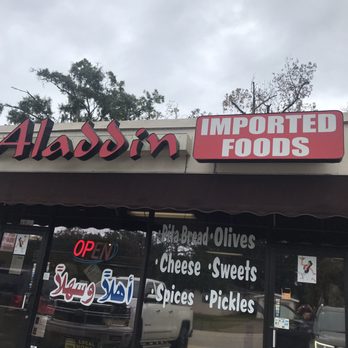 Aladdin
IMPORTED
FOODS
OPEN
Pita Bread • Olives
• Cheese • Sweets
• Spices • Pickles
أهلاً وسهلاً